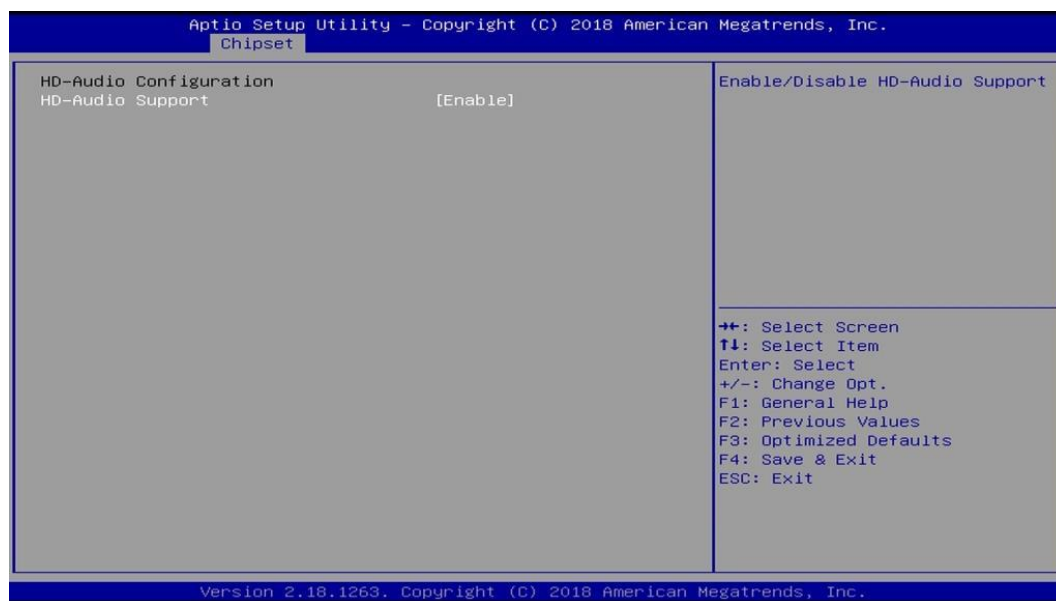 Aptio Setup Utility – Copyright (C) 2018 American Megatrends, Inc.
Chipset
HD-Audio Configuration
HD-Audio Support [Enable]
Enable/Disable HD-Audio Support
→←: Select Screen
↑↓: Select Item
Enter: Select
+/-: Change Opt.
F1: General Help
F2: Previous Values
F3: Optimized Defaults
F4: Save & Exit
ESC: Exit
Version 2.18.1263. Copyright (C) 2018 American Megatrends, Inc.